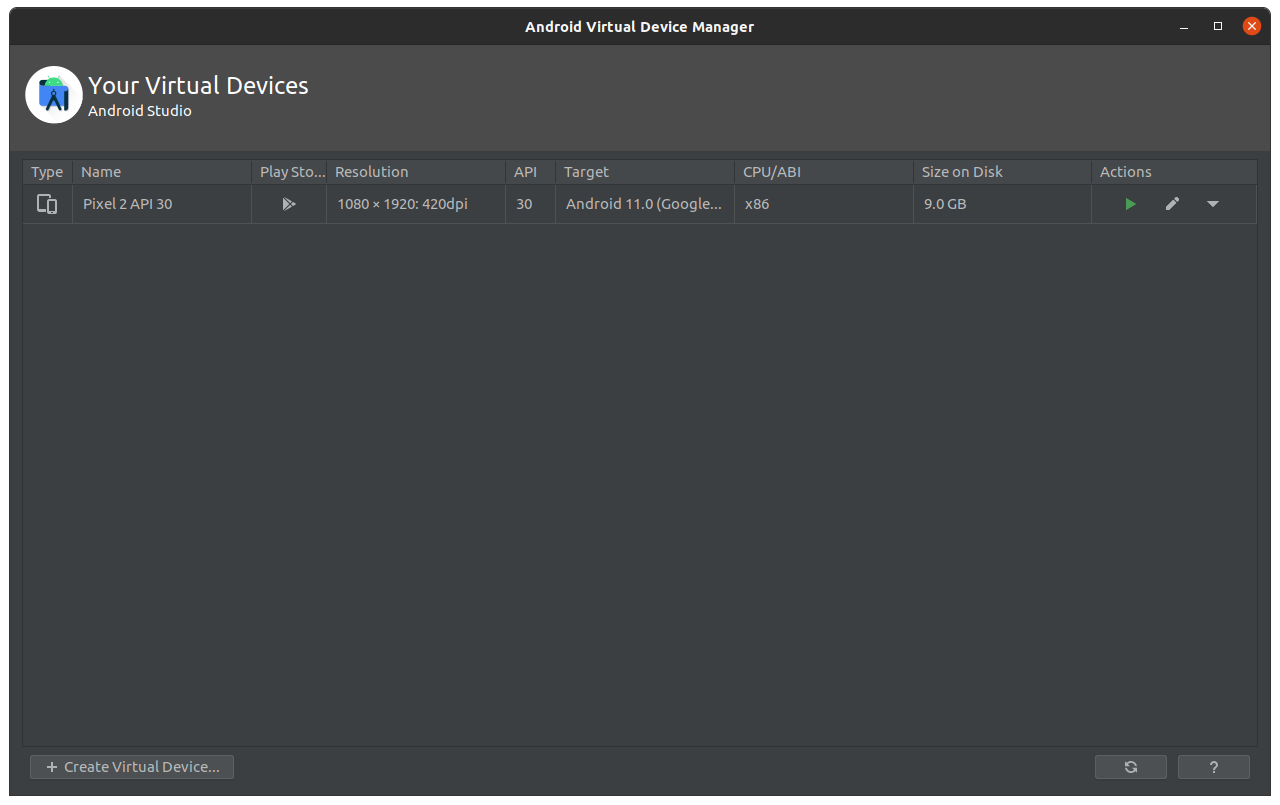 Android Virtual Device Manager
Your Virtual Devices
Android Studio
Type Name Play Sto... Resolution API Target CPU/ABI Size on Disk Actions
Pixel 2 API 30 1080 × 1920: 420dpi 30 Android 11.0 (Google... x86 9.0 GB
+ Create Virtual Device... ?